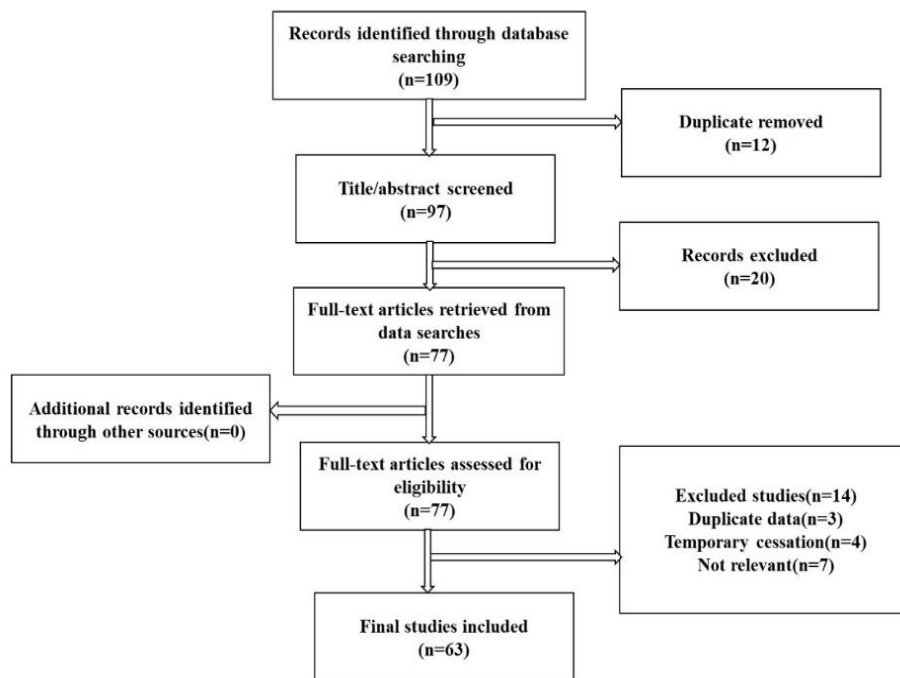 Records identified through database
searching
(n=109)
Duplicate removed
(n=12)
Title/abstract screened
(n=97)
Records excluded
(n=20)
Full-text articles retrieved from
data searches
(n=77)
Additional records identified
through other sources(n=0)
Full-text articles assessed for
eligibility
(n=77)
Excluded studies(n=14)
Duplicate data(n=3)
Temporary cessation(n=4)
Not relevant(n=7)
Final studies included
(n=63)